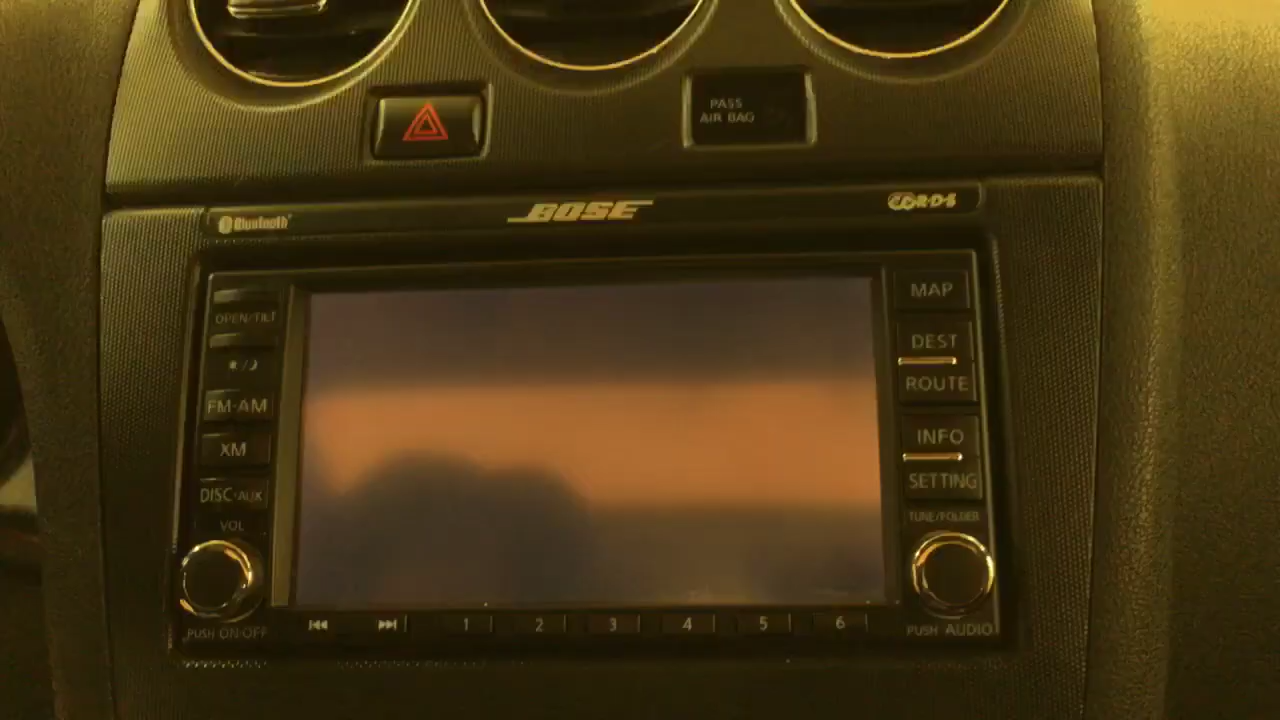 PASS
AIR BAG
Bluetooth
BOSE
OPEN/TILT
FM·AM
XM
DISC·AUX
VOL
PUSH ON·OFF
MAP
DEST
ROUTE
INFO
SETTING
TUNE/FOLDER
PUSH AUDIO
1 2 3 4 5 6